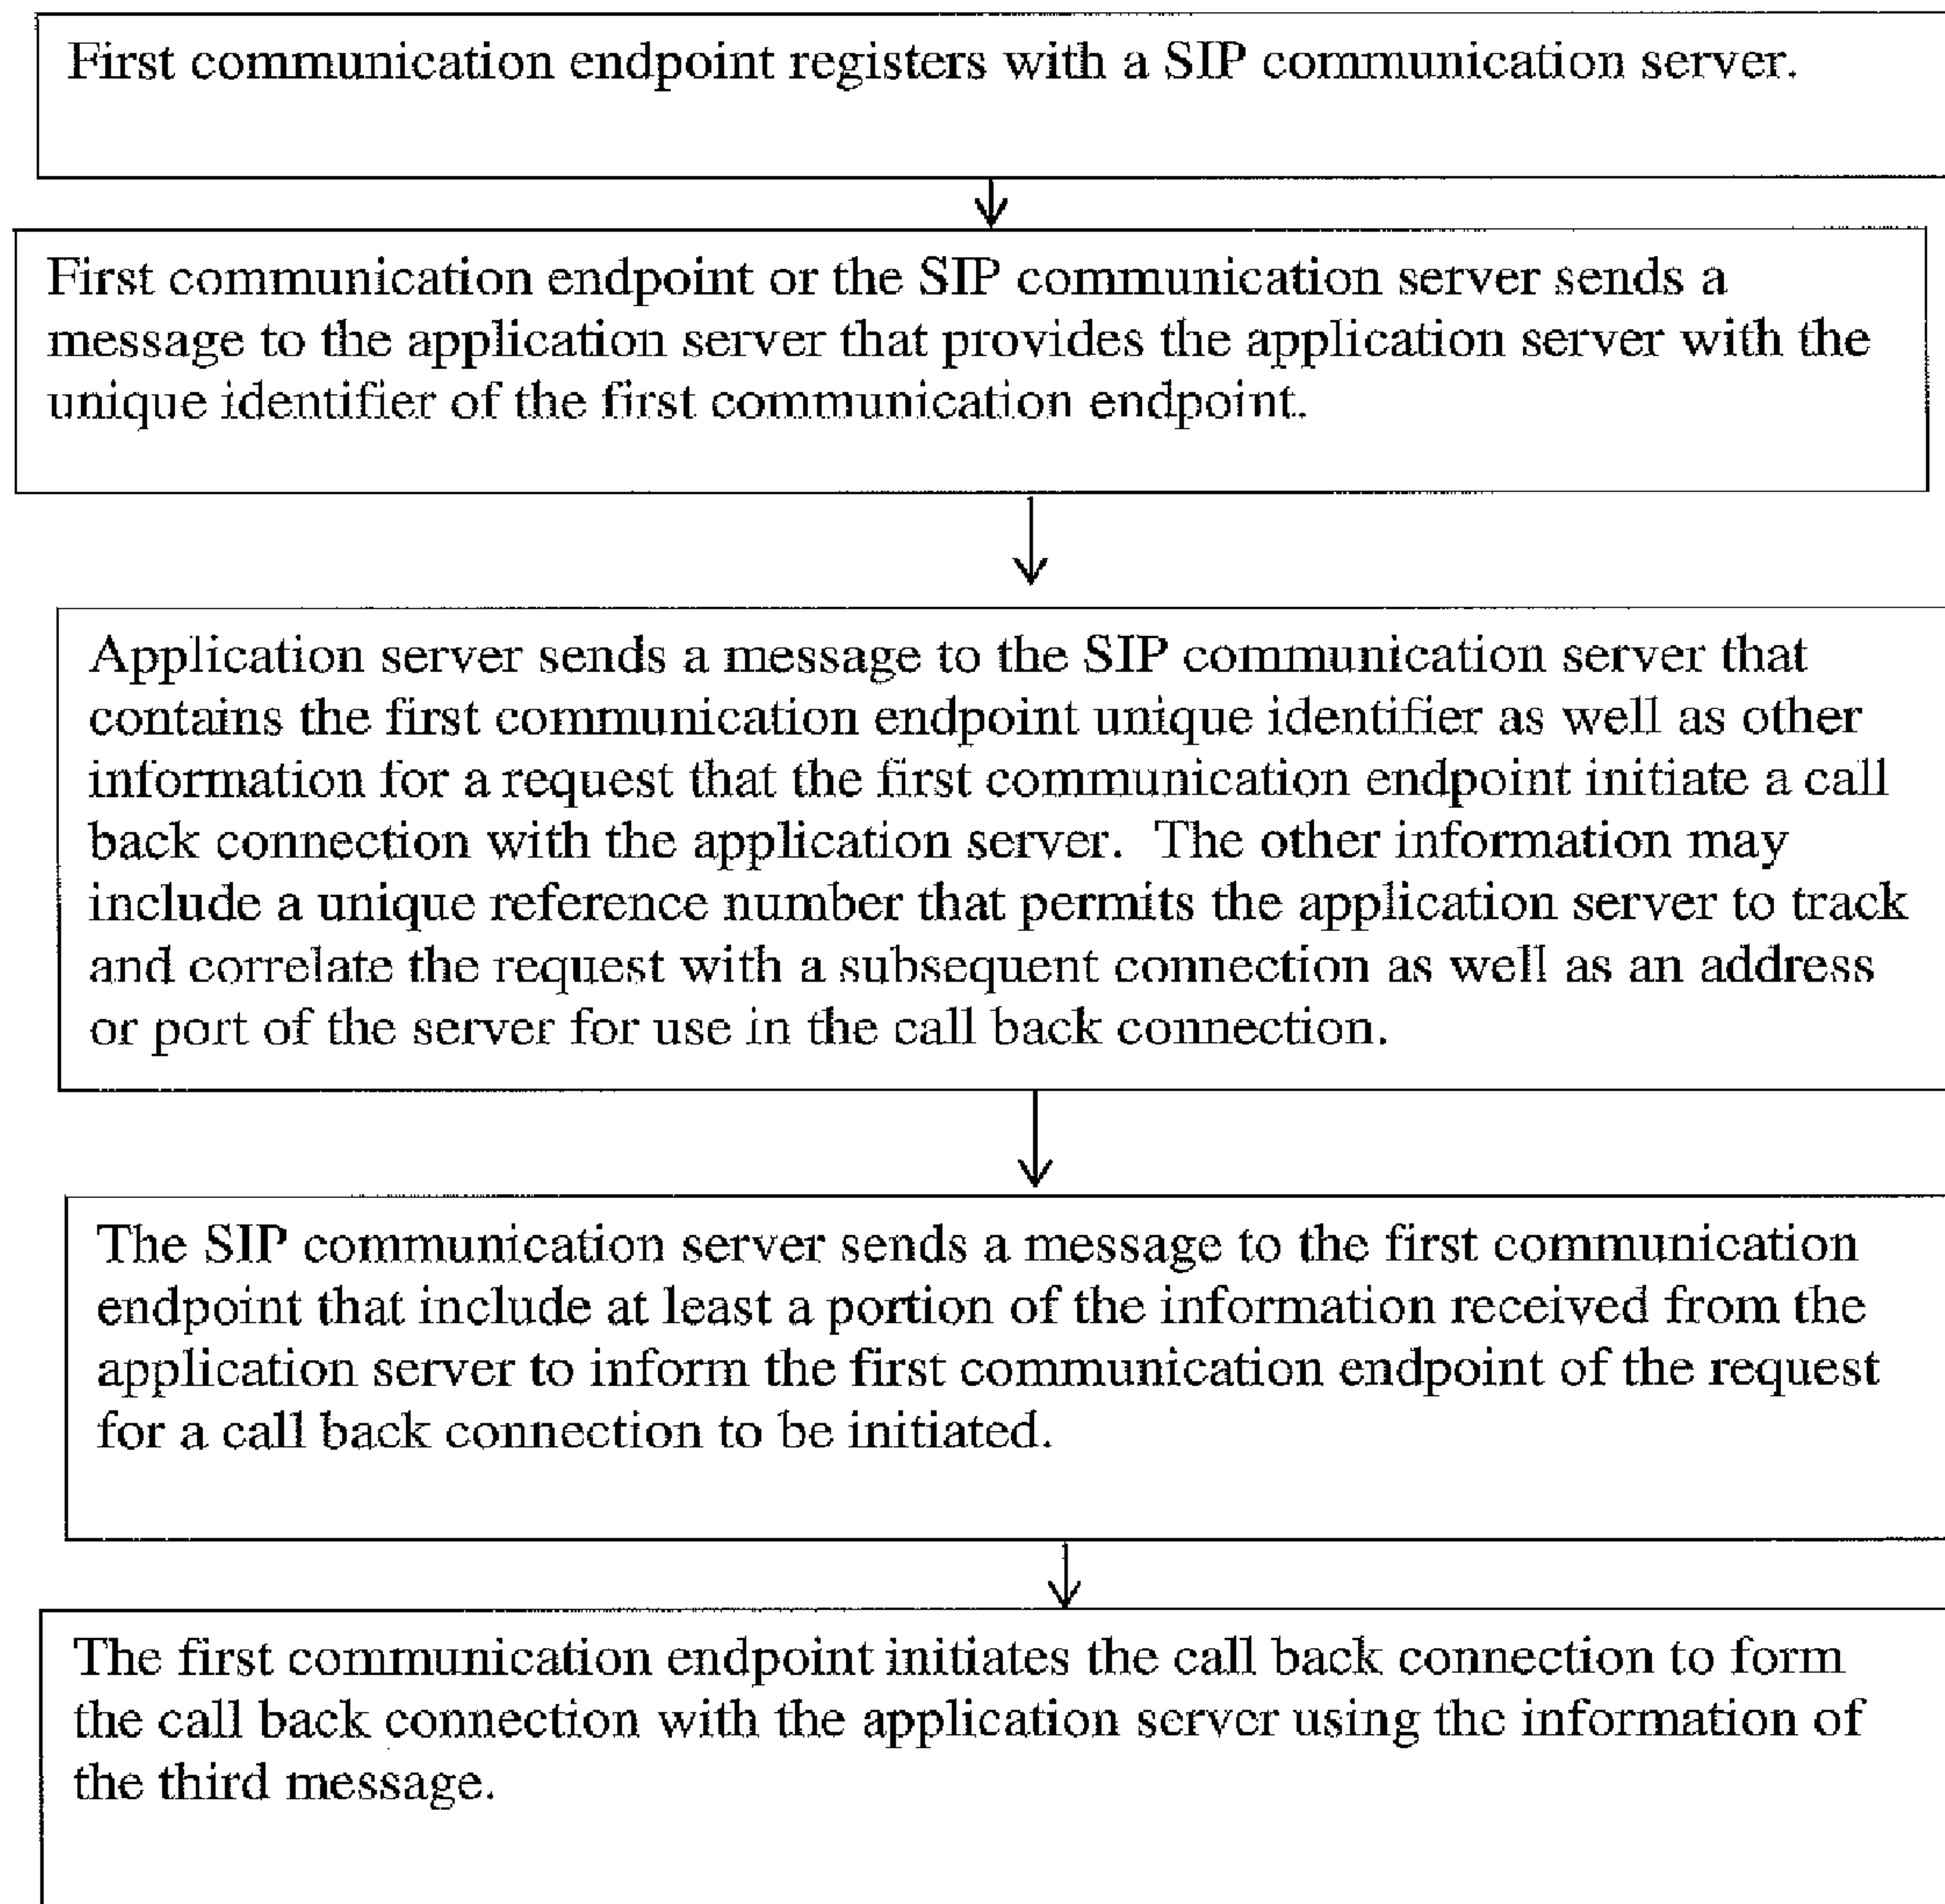 First communication endpoint registers with a SIP communication server.
First communication endpoint or the SIP communication server sends a
message to the application server that provides the application server with the
unique identifier of the first communication endpoint.
Application server sends a message to the SIP communication server that
contains the first communication endpoint unique identifier as well as other
information for a request that the first communication endpoint initiate a call
back connection with the application server.  The other information may
include a unique reference number that permits the application server to track
and correlate the request with a subsequent connection as well as an address
or port of the server for use in the call back connection.
The SIP communication server sends a message to the first communication
endpoint that include at least a portion of the information received from the
application server to inform the first communication endpoint of the request
for a call back connection to be initiated.
The first communication endpoint initiates the call back connection to form
the call back connection with the application server using the information of
the third message.